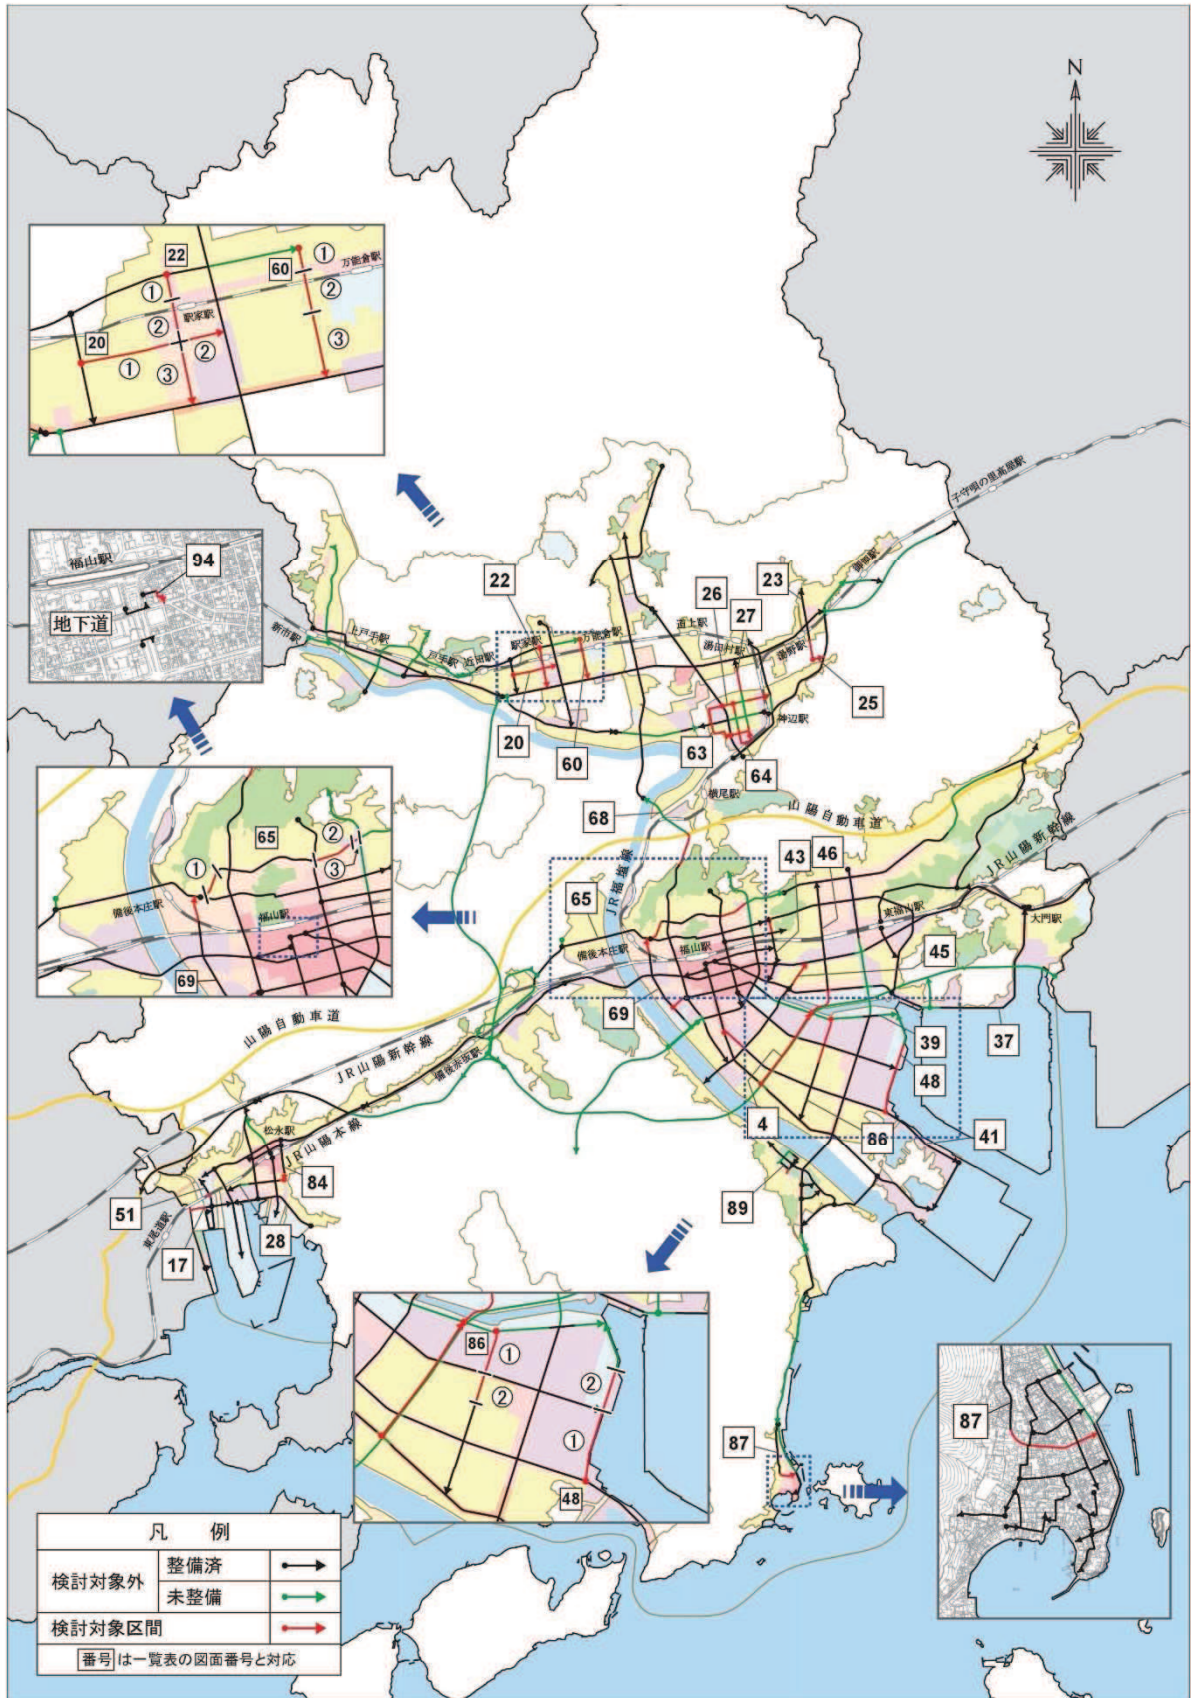 N
22
①
60
①
万能倉駅
②
駅家駅
②
20
②
①
③
③
福山駅
94
地下道
子守唄の里高屋駅
御領駅
23
22
26
27
道上駅
湯田村駅
湯野駅
万能倉駅
駅家駅
新市駅
上戸手駅
戸手駅
近田駅
25
神辺駅
20
60
63
64
横尾駅
68
山陽自動車道
JR山陽新幹線
JR福塩線
65
②
①
③
備後本庄駅
福山駅
69
43
46
65
東福山駅
大門駅
備後本庄駅
福山駅
45
69
39
37
48
山陽自動車道
JR山陽新幹線
備後赤坂駅
4
86
41
松永駅
JR山陽本線
84
51
89
東尾道駅
17
28
86
①
②
②
①
48
87
87
凡 例
検討対象外
整備済
未整備
検討対象区間
番号は一覧表の図面番号と対応